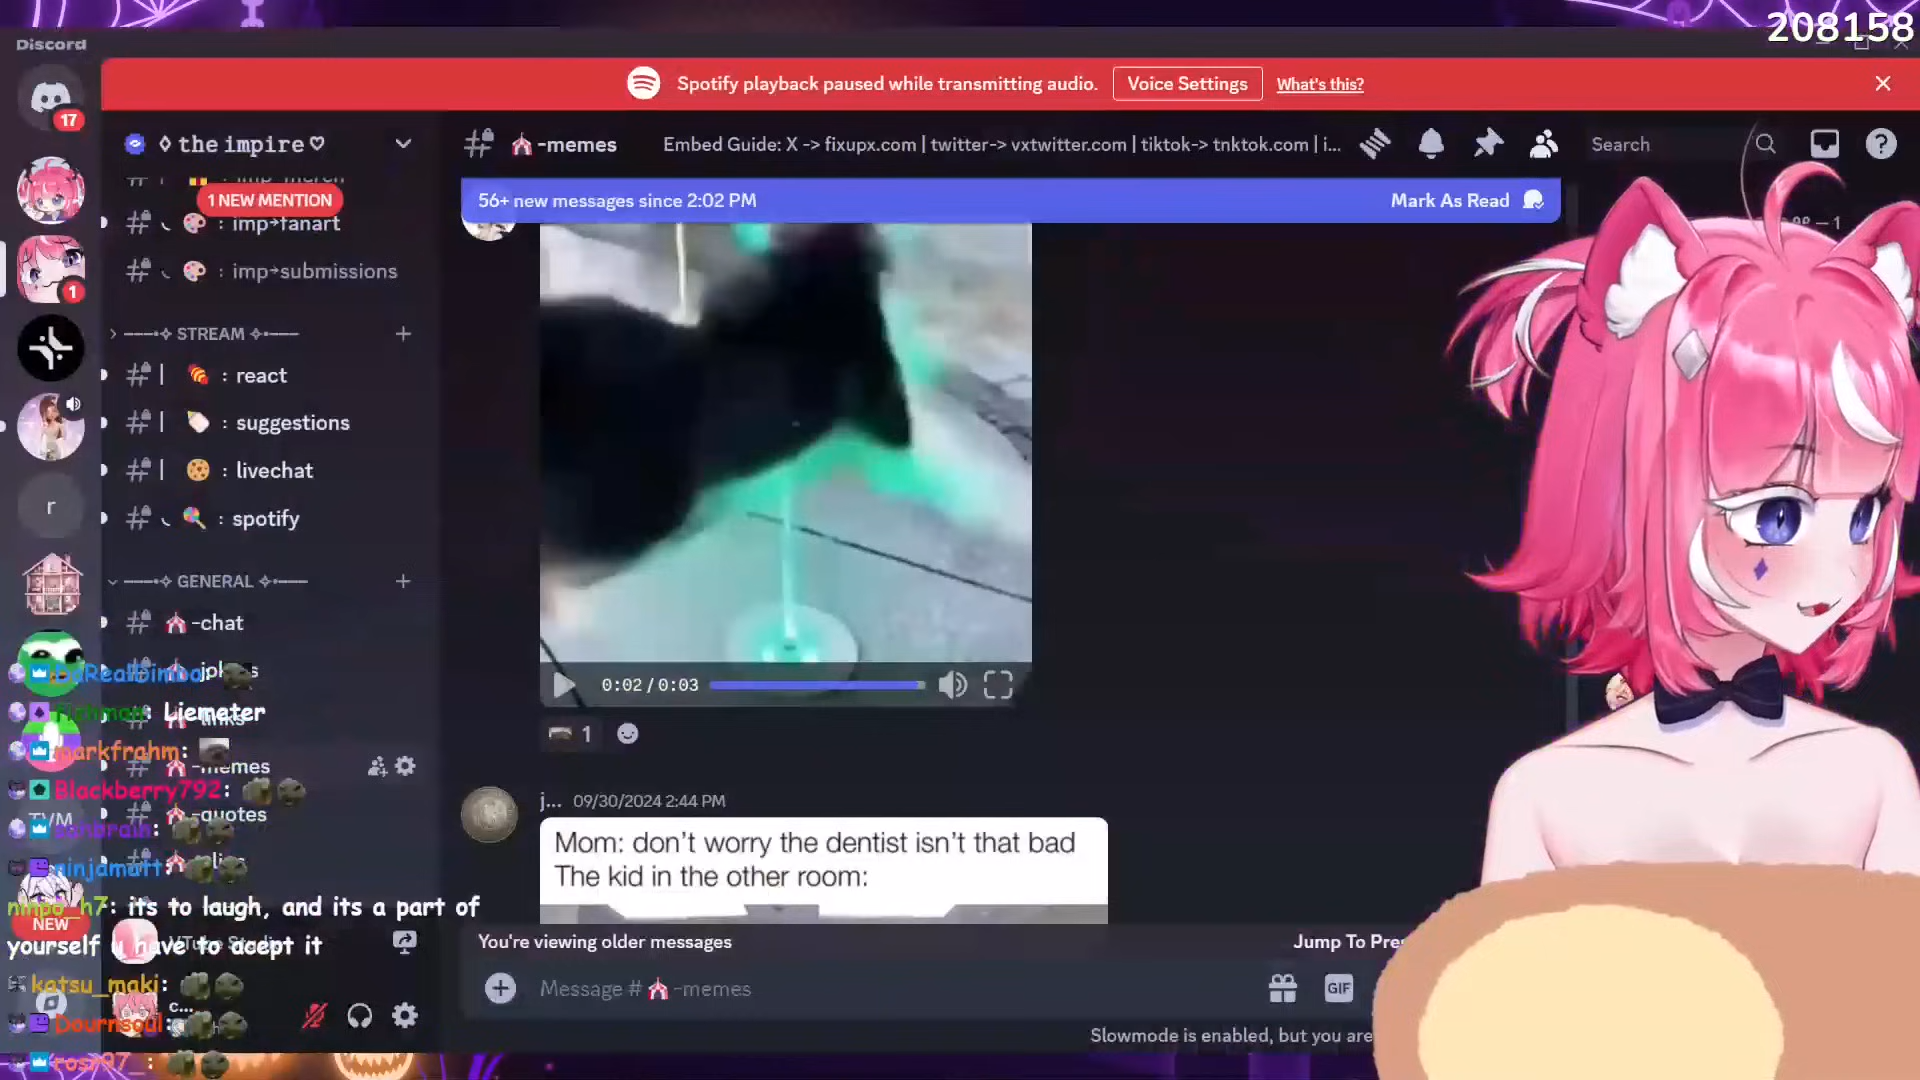 208158
Discord
Spotify playback paused while transmitting audio.
Voice Settings
What's this?
17
◊ the impire ♡
-memes
Embed Guide: X -> fixupx.com | twitter-> vxtwitter.com | tiktok-> tnktok.com | i...
Search
1 NEW MENTION
56+ new messages since 2:02 PM
Mark As Read
imp→fanart
: imp→submissions
1
STREAM
: react
: suggestions
: livechat
: spotify
r
GENERAL
-chat
0:02 / 0:03
1
DaRealBimbo:
Liemeter
markfrahm:
-memes
Blackberry792:
-quotes
ninjamutt:
j... 09/30/2024 2:44 PM
Mom: don't worry the dentist isn't that bad
The kid in the other room:
NEW
its to laugh, and its a part of
yourself u have to acept it
You're viewing older messages
Jump To Pre
katsu_maki:
Message #
-memes
GIF
Dournsoul:
Slowmode is enabled, but you are